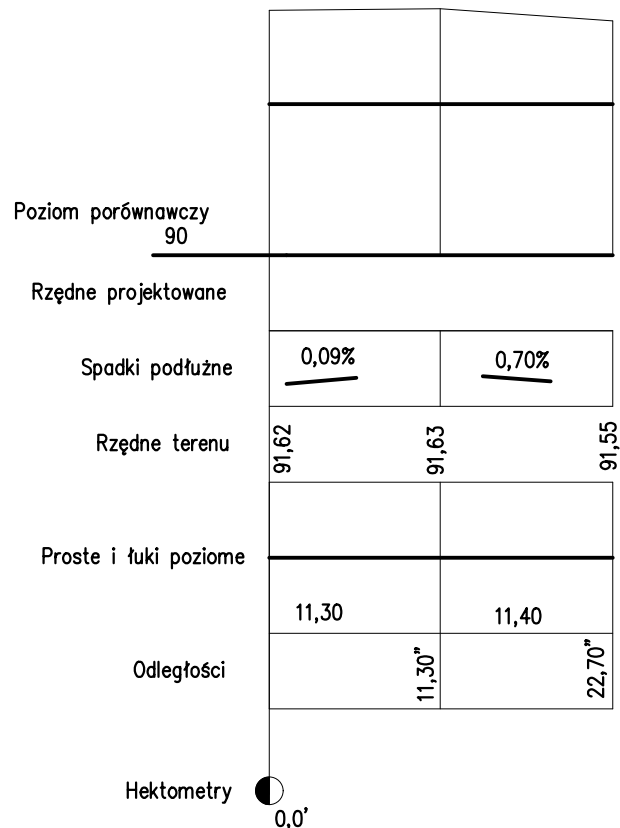 Poziom porównawczy
90
Rzędne projektowane
Spadki podłużne
0,09%
0,70%
Rzędne terenu
91,62
91,63
91,55
Proste i łuki poziome
11,30
11,40
Odległości
11,30"
22,70"
Hektometry
0,0'